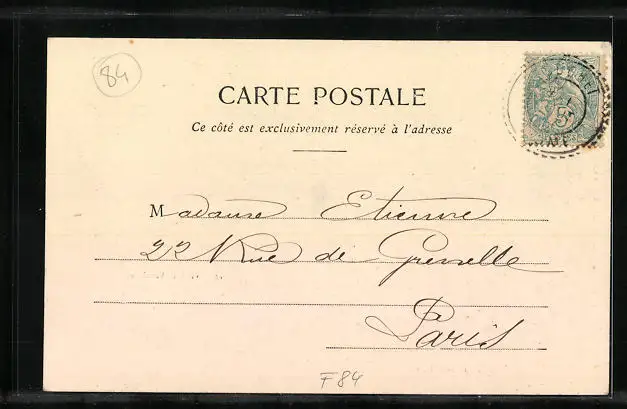 84
CARTE POSTALE
Ce côté est exclusivement réservé à l'adresse
Madame Etienne
22 Rue de Grenelle
Paris
F84